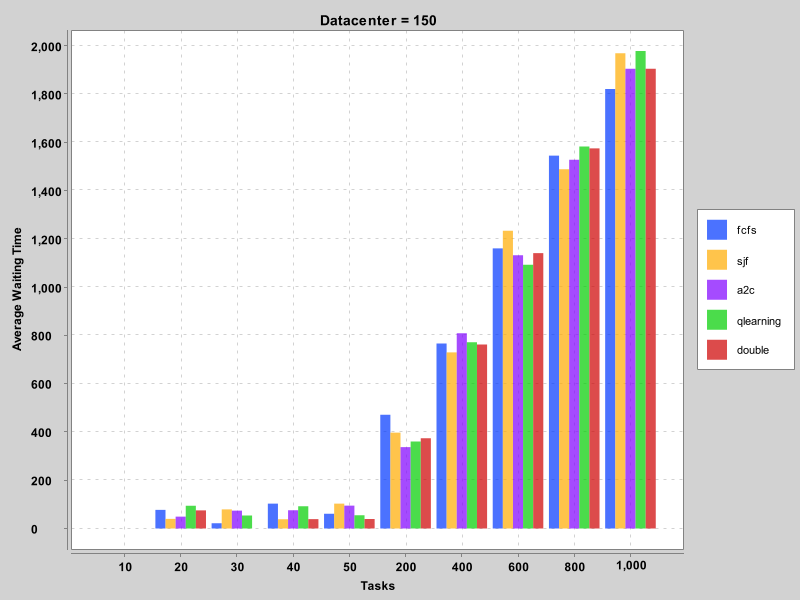 Datacenter = 150
2,000
1,800
1,600
1,400
1,200
1,000
800
600
400
200
0
Average Waiting Time
10 20 30 40 50 200 400 600 800 1,000
Tasks
fcfs
sjf
a2c
qlearning
double